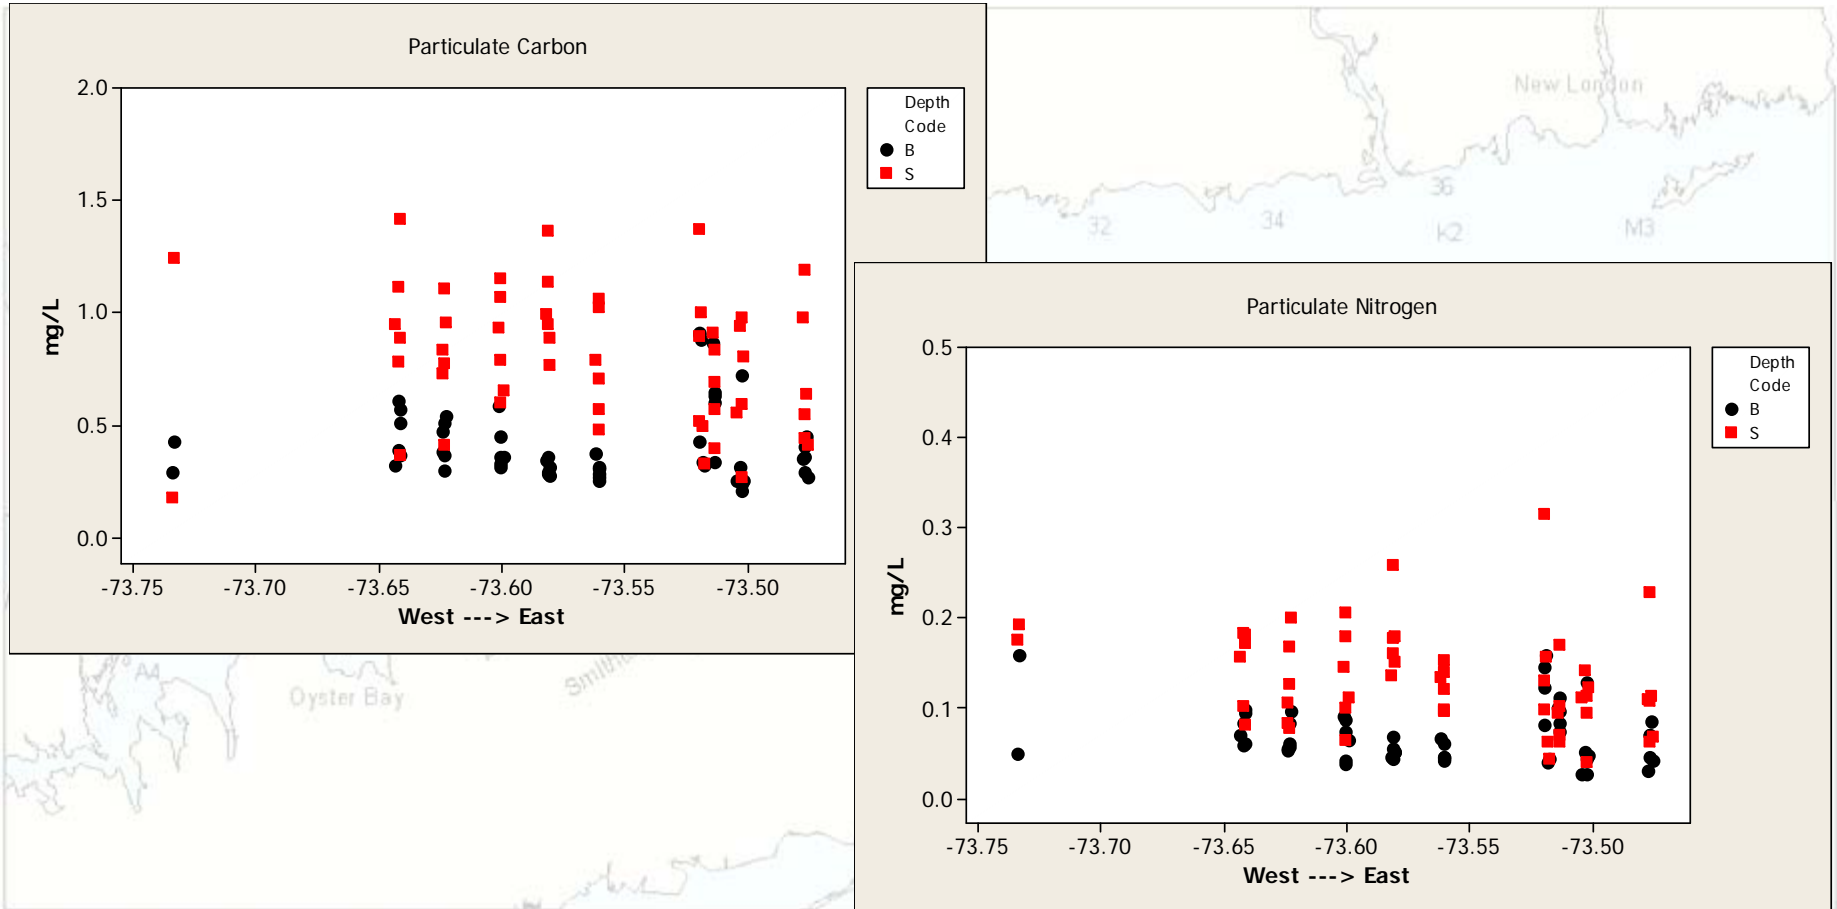 Particulate Carbon
2.0
1.5
1.0
0.5
0.0
mg/L
-73.75 -73.70 -73.65 -73.60 -73.55 -73.50
West ---> East
Depth
Code
B
S
New London
36
32
34
K2
M3
Particulate Nitrogen
0.5
0.4
0.3
0.2
0.1
0.0
mg/L
-73.75 -73.70 -73.65 -73.60 -73.55 -73.50
West ---> East
Depth
Code
B
S
A4
Oyster Bay